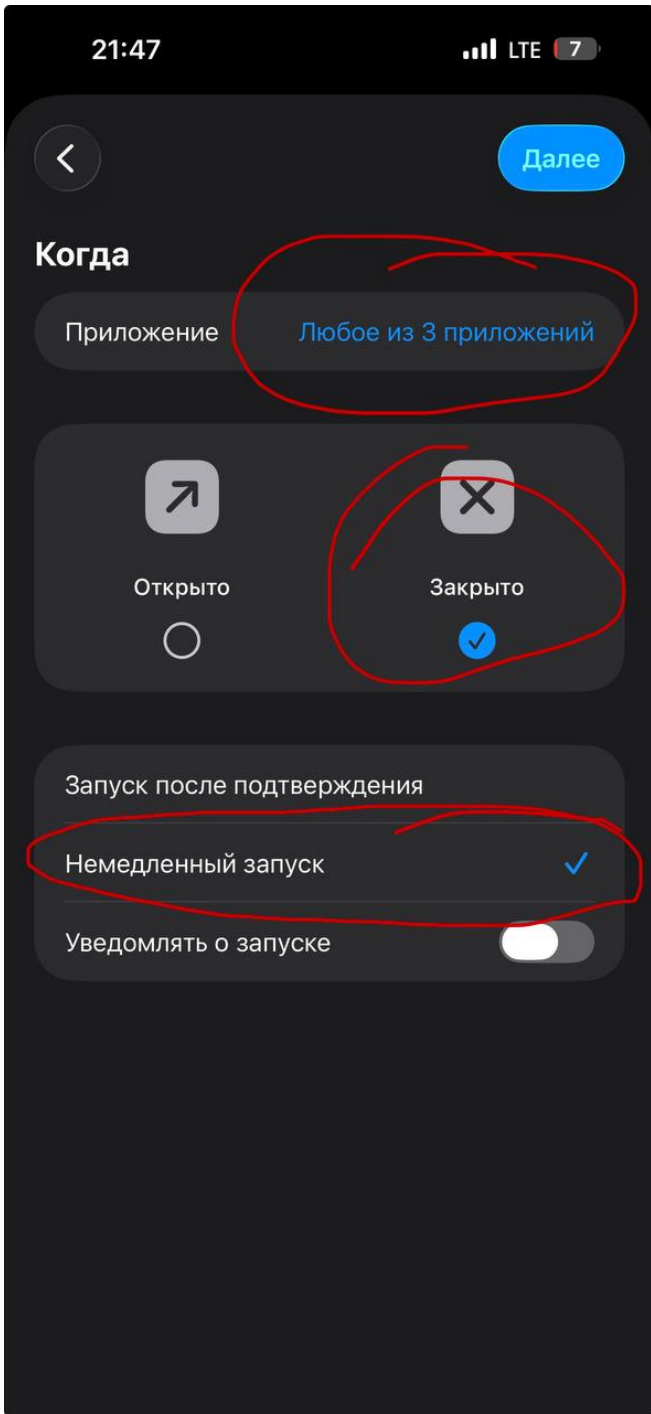 21:47 LTE 7
Далее
Когда
Приложение Любое из 3 приложений
Открыто Закрыто
Запуск после подтверждения
Немедленный запуск
Уведомлять о запуске